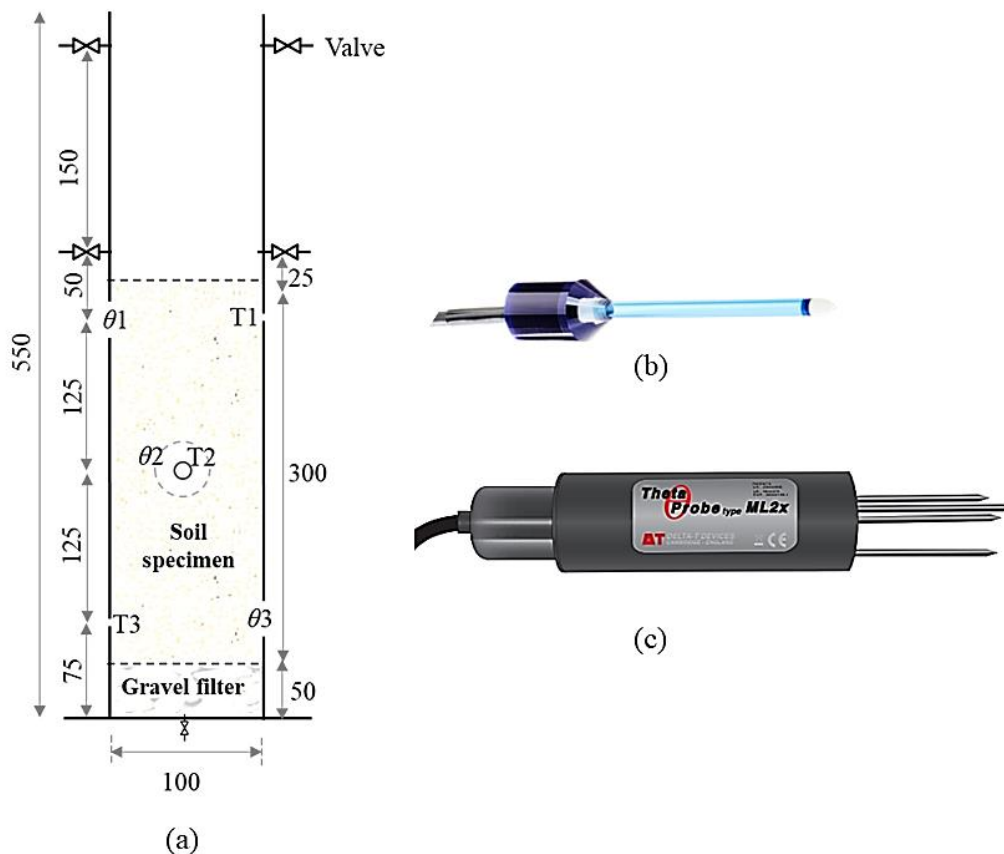 Valve
150
50
25
θ1
T1
550
125
θ2
T2
300
125
Soil
specimen
T3
θ3
75
Gravel filter
50
100
(a)
(b)
Theta
Probe type ML2x
ΔT DELTA-T DEVICES
CAMBRIDGE - ENGLAND
CE
(c)